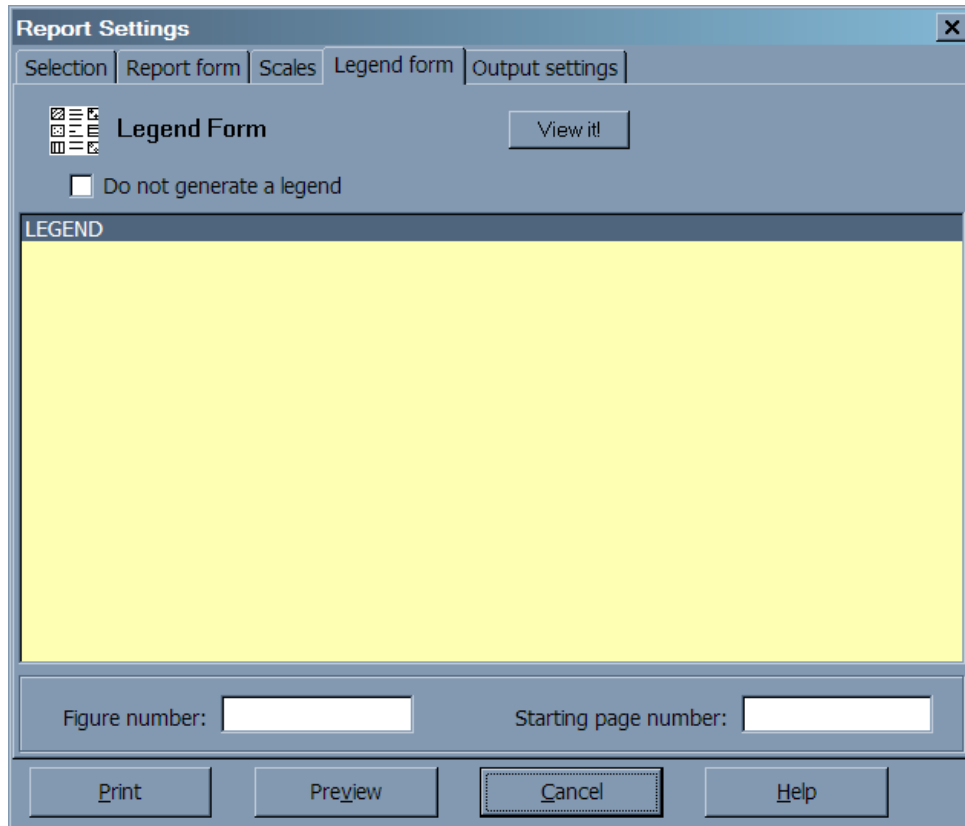 Report Settings
Selection Report form Scales Legend form Output settings
Legend Form View it!
Do not generate a legend
LEGEND
Figure number: Starting page number:
Print Preview Cancel Help